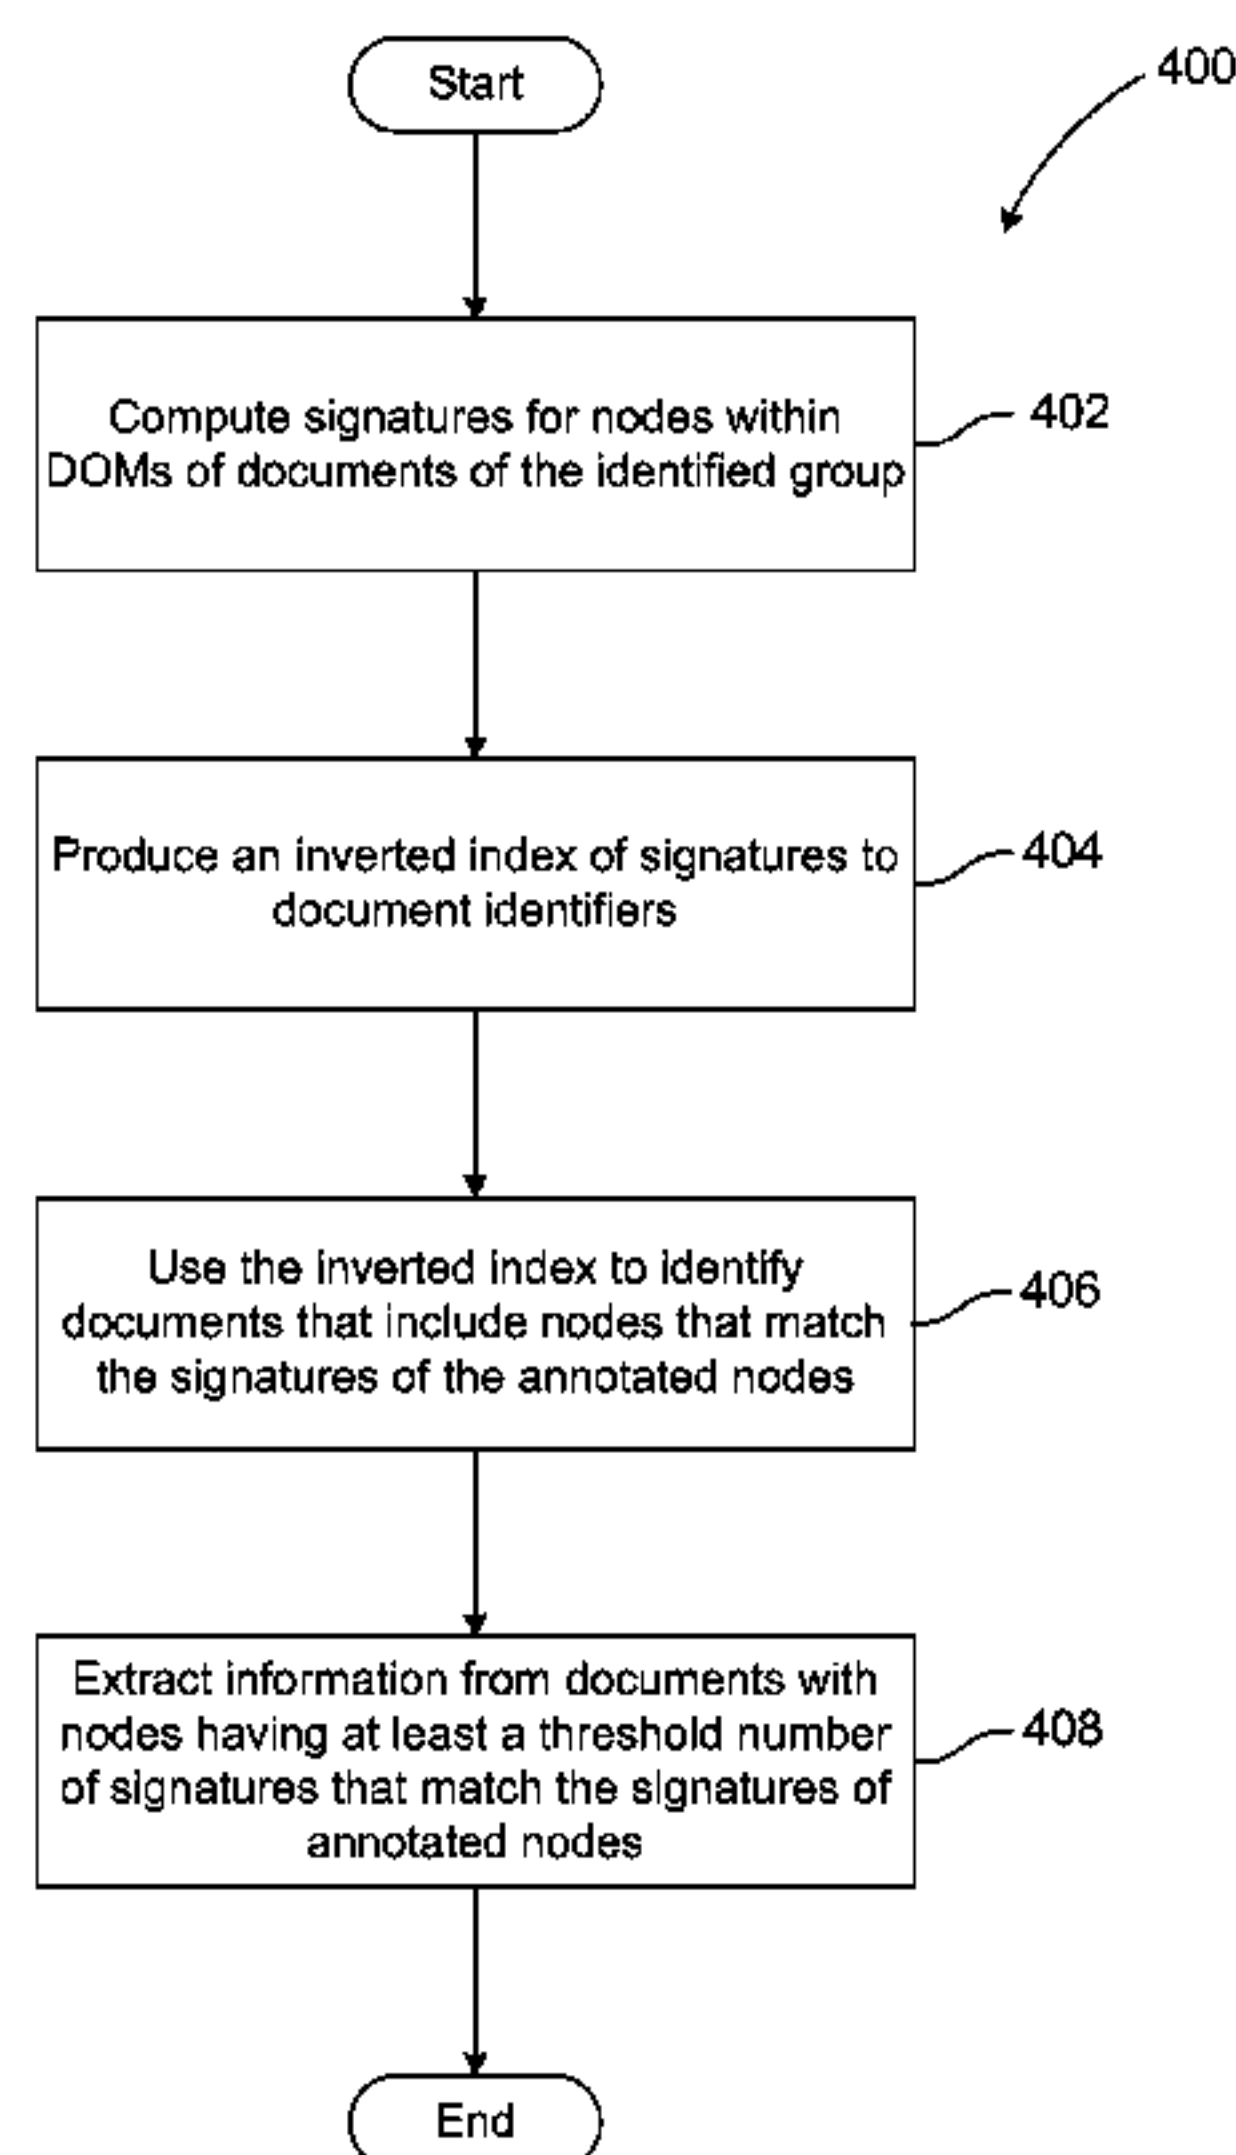 Start
400
Compute signatures for nodes within
DOMs of documents of the identified group
402
Produce an inverted index of signatures to
document identifiers
404
Use the inverted index to identify
documents that include nodes that match
the signatures of the annotated nodes
406
Extract information from documents with
nodes having at least a threshold number
of signatures that match the signatures of
annotated nodes
408
End